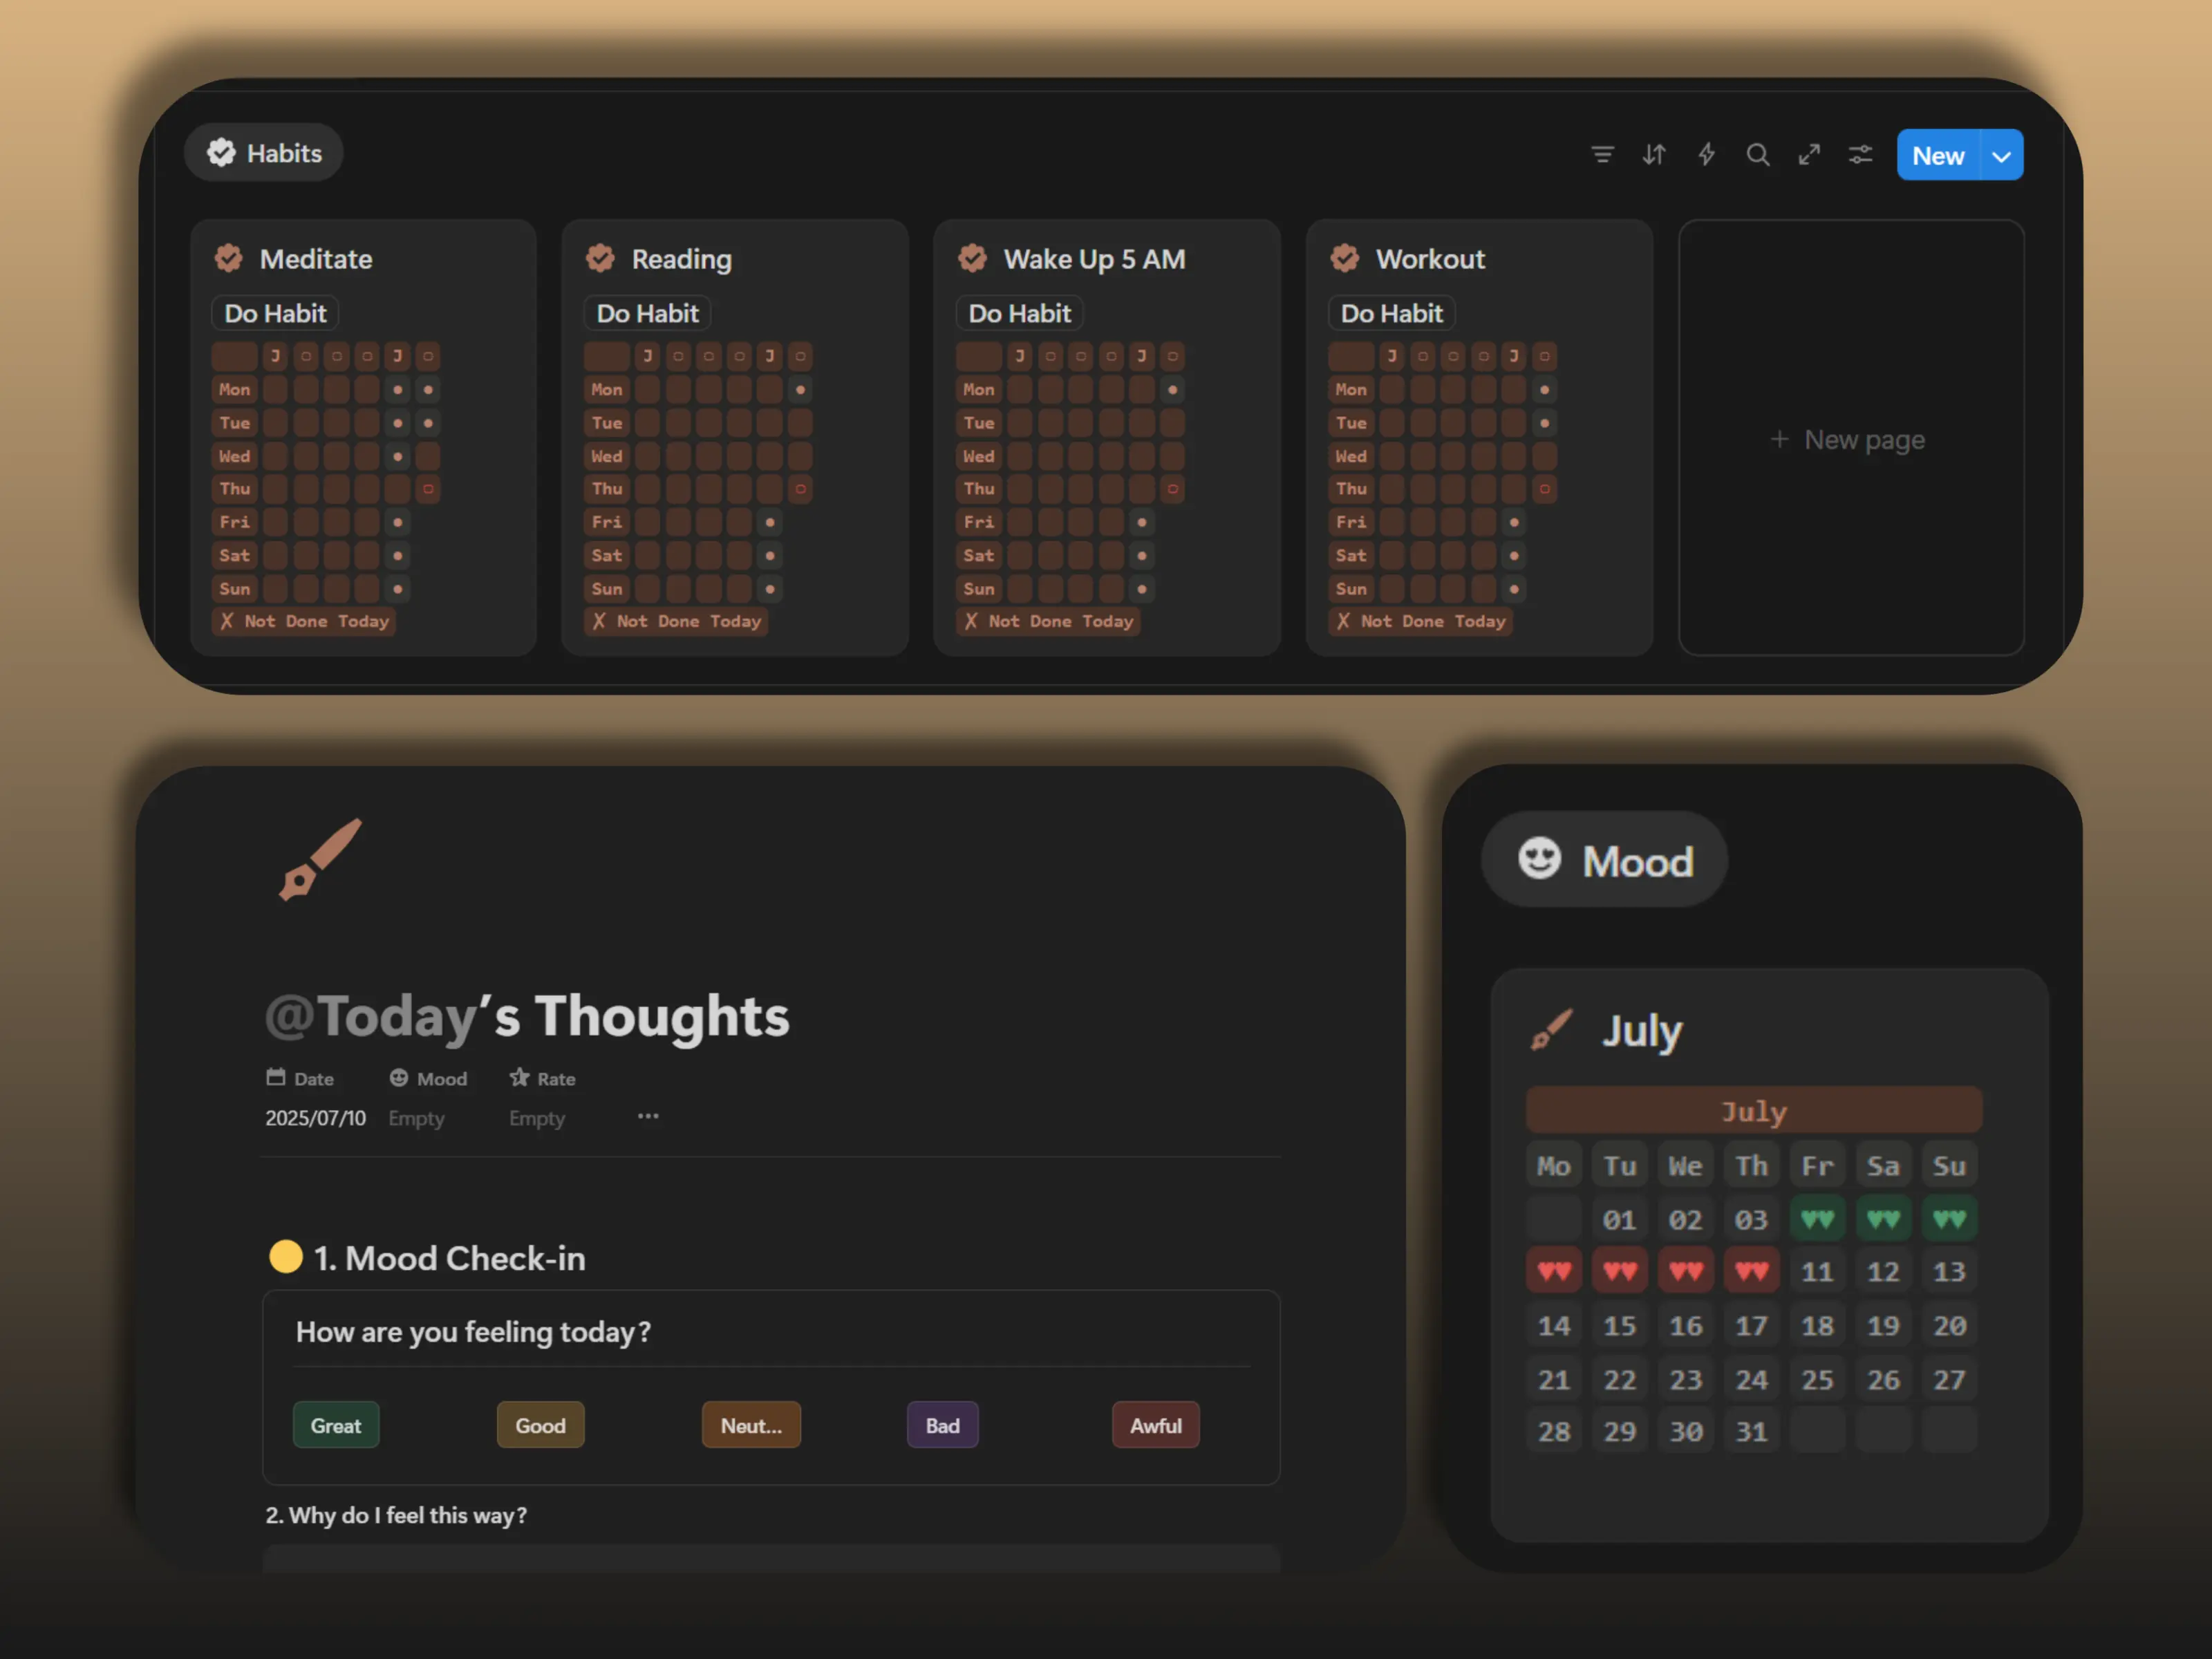 Habits
New
Meditate
Do Habit
J J
Mon
Tue
Wed
Thu
Fri
Sat
Sun
X Not Done Today
Reading
Do Habit
J J
Mon
Tue
Wed
Thu
Fri
Sat
Sun
X Not Done Today
Wake Up 5 AM
Do Habit
J J
Mon
Tue
Wed
Thu
Fri
Sat
Sun
X Not Done Today
Workout
Do Habit
J J
Mon
Tue
Wed
Thu
Fri
Sat
Sun
X Not Done Today
+ New page
@Today’s Thoughts
Date Mood Rate
2025/07/10 Empty Empty ...
1. Mood Check-in
How are you feeling today?
Great Good Neut... Bad Awful
2. Why do I feel this way?
Mood
July
July
Mo Tu We Th Fr Sa Su
01 02 03 ♥♥ ♥♥ ♥♥
♥♥ ♥♥ ♥♥ ♥♥ 11 12 13
14 15 16 17 18 19 20
21 22 23 24 25 26 27
28 29 30 31